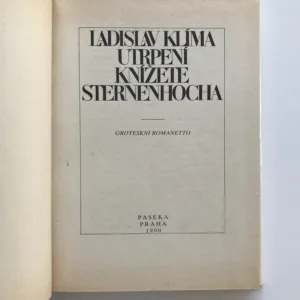 LADISLAV KLÍMA
UTRPENÍ
KNÍŽETE
STERNENHOCHA
GROTESKNÍ ROMANETTO
PASEKA
PRAHA
1990